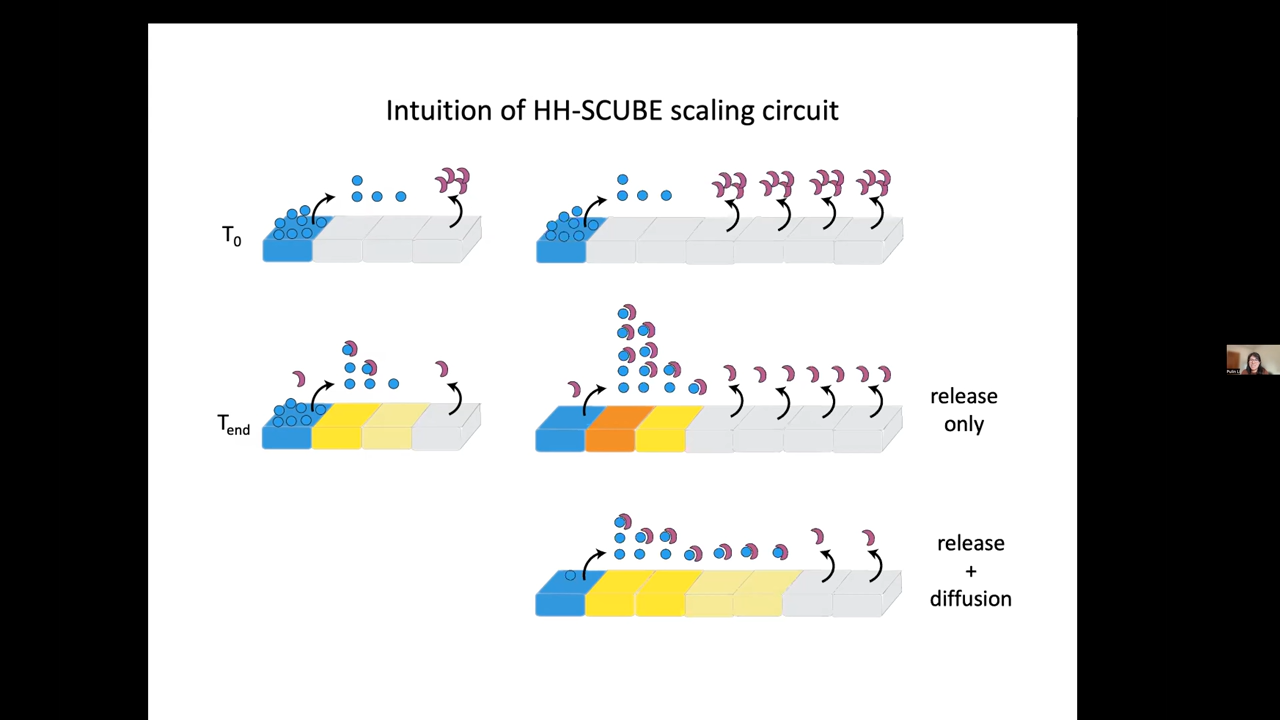 Intuition of HH-SCUBE scaling circuit
T0
Tend
release
only
release
+
diffusion